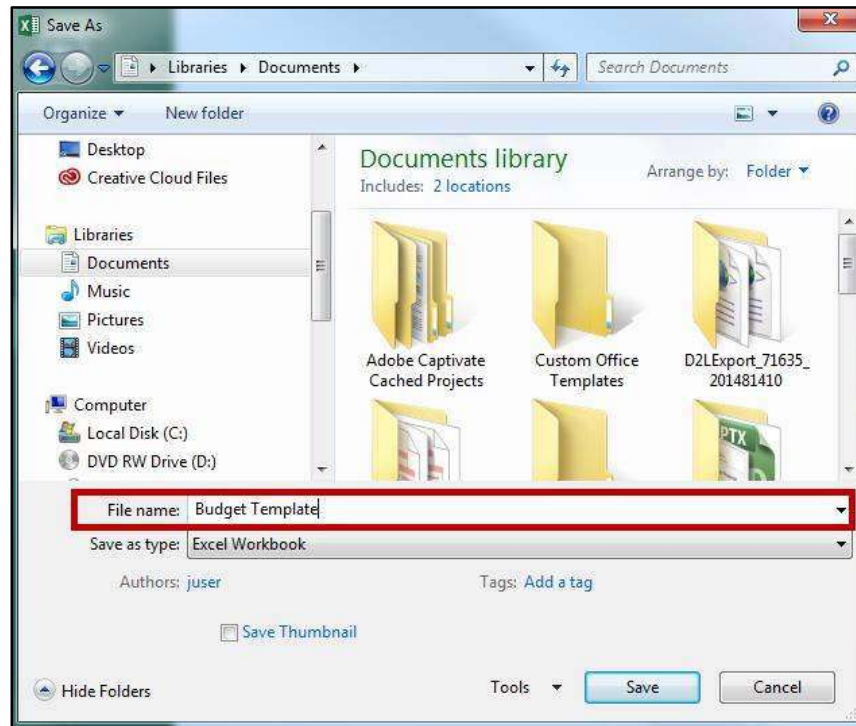 Save As
Libraries Documents
Search Documents
Organize New folder
Desktop
Creative Cloud Files
Libraries
Documents
Music
Pictures
Videos
Computer
Local Disk (C:)
DVD RW Drive (D:)
Documents library
Includes: 2 locations
Arrange by: Folder
Adobe Captivate
Cached Projects
Custom Office
Templates
D2LExport_71635_
201481410
PTX
File name: Budget Template
Save as type: Excel Workbook
Authors: juser
Tags: Add a tag
Save Thumbnail
Hide Folders
Tools
Save
Cancel